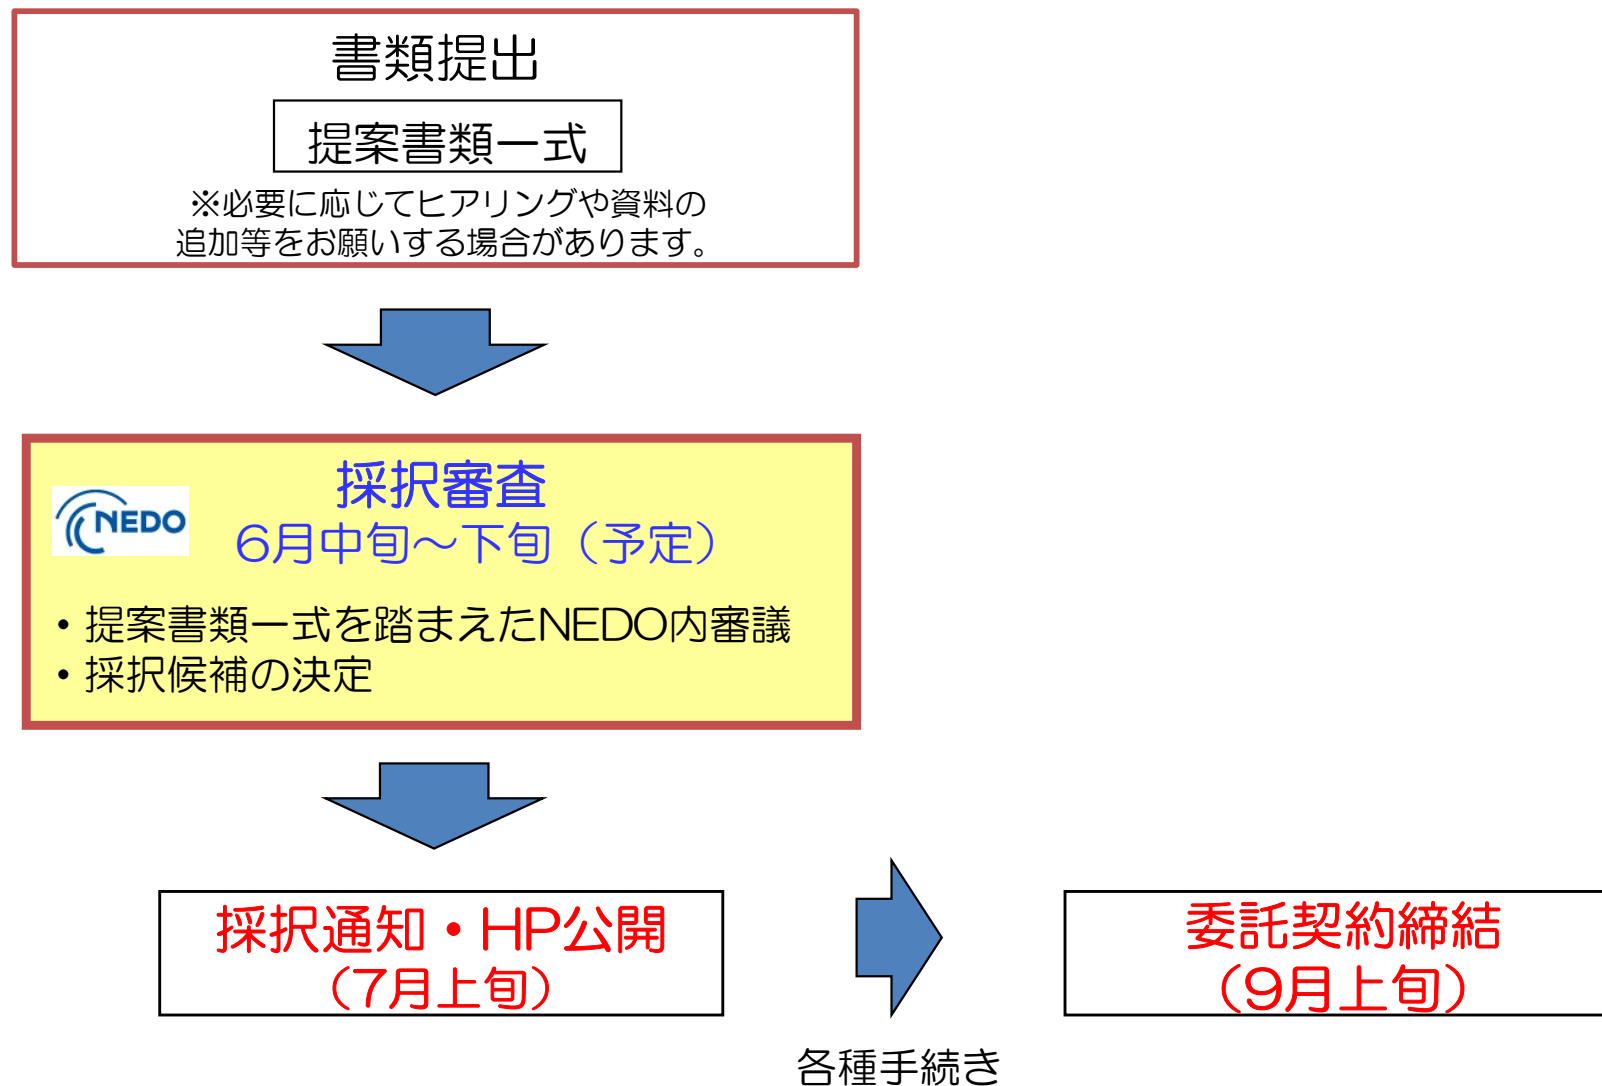 書類提出
提案書類一式
※必要に応じてヒアリングや資料の
追加等をお願いする場合があります。
NEDO
採択審査
6月中旬～下旬（予定）
・提案書類一式を踏まえたNEDO内審議
・採択候補の決定
採択通知・HP公開
（7月上旬）
委託契約締結
（9月上旬）
各種手続き